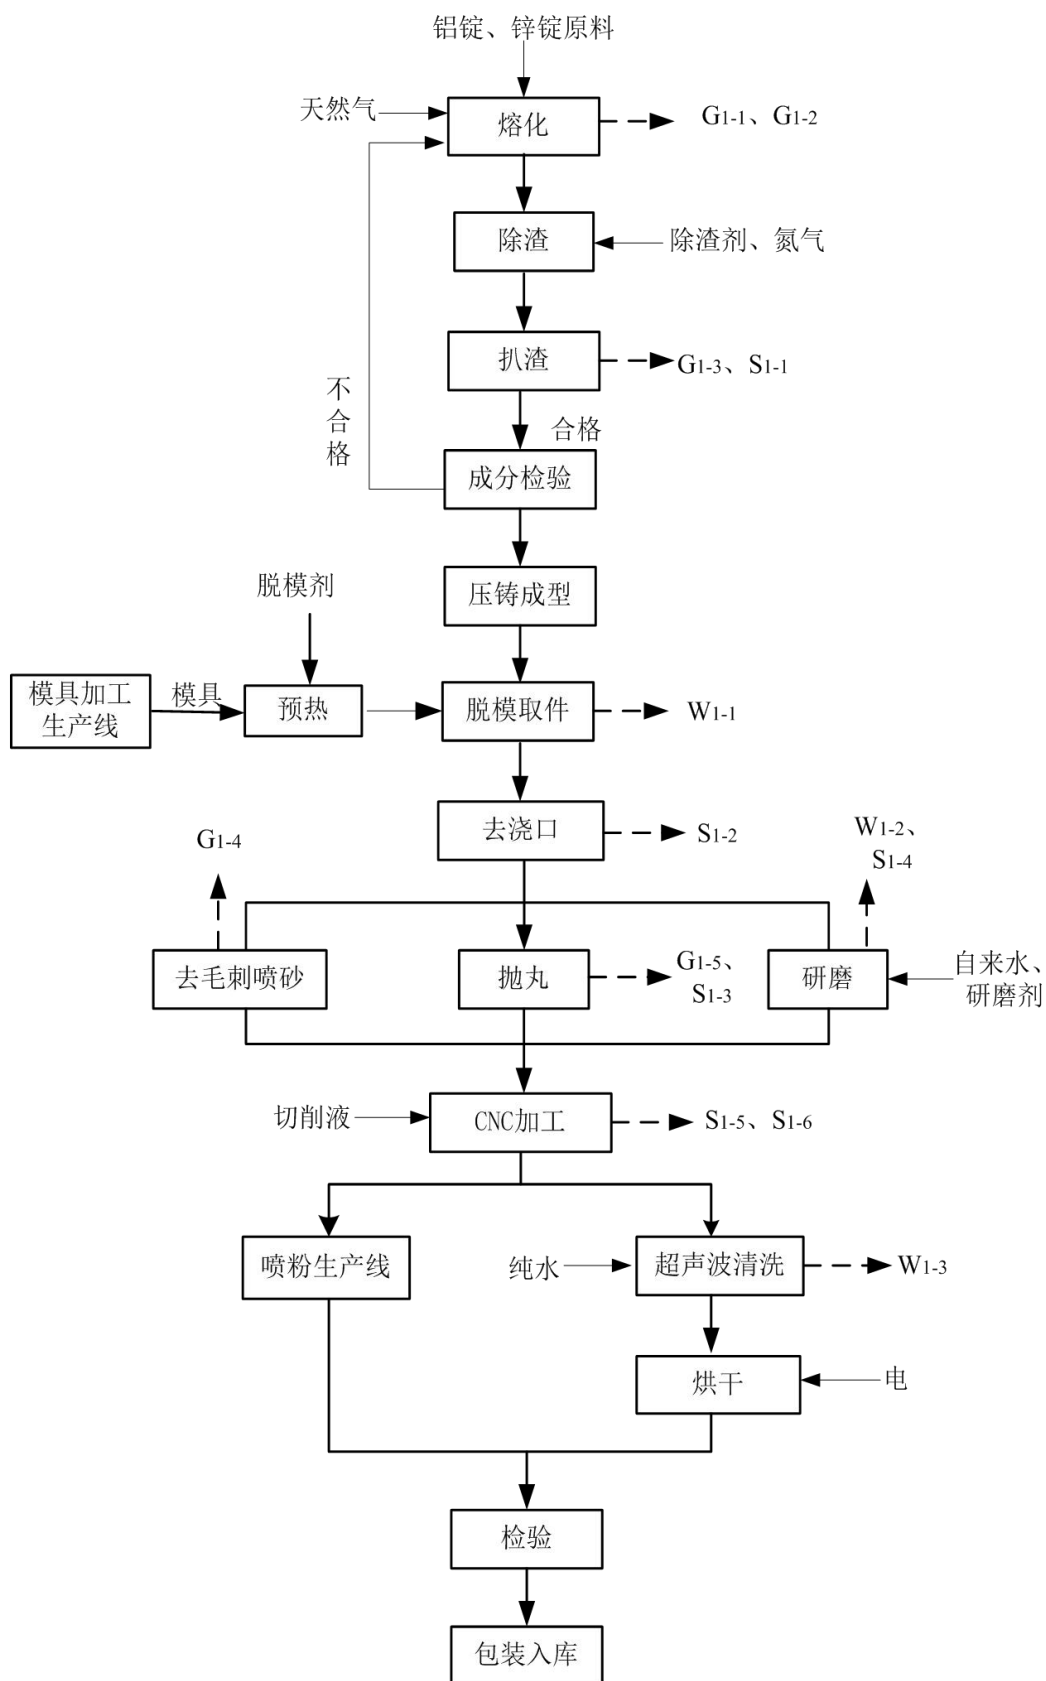 铝锭、锌锭原料
天然气
熔化
G1-1、G1-2
除渣
除渣剂、氮气
扒渣
G1-3、S1-1
不
合
格
合格
成分检验
脱模剂
压铸成型
模具加工
生产线
模具
预热
脱模取件
W1-1
去浇口
S1-2
G1-4
W1-2、
S1-4
去毛刺喷砂
抛丸
G1-5、
S1-3
研磨
自来水、
研磨剂
切削液
CNC加工
S1-5、S1-6
喷粉生产线
纯水
超声波清洗
W1-3
烘干
电
检验
包装入库